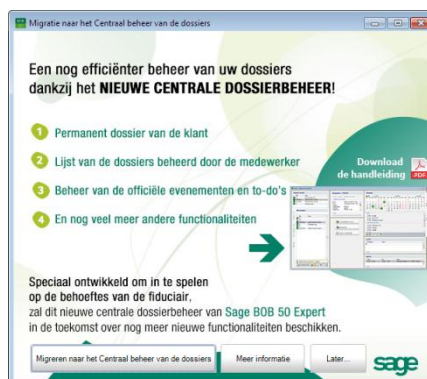 Migratie naar het Centraal beheer van de dossiers
Een nog efficiënter beheer van uw dossiers
dankzij het NIEUWE CENTRALE DOSSIERBEHEER!
1 Permanent dossier van de klant
2 Lijst van de dossiers beheerd door de medewerker
3 Beheer van de officiële evenementen en to-do's
4 En nog veel meer andere functionaliteiten
Download
de handleiding
PDF
Speciaal ontwikkeld om in te spelen
op de behoeftes van de fiduciair,
zal dit nieuwe centrale dossierbeheer van Sage BOB 50 Expert
in de toekomst over nog meer nieuwe functionaliteiten beschikken.
Migreren naar het Centraal beheer van de dossiers
Meer informatie
Later...
sage